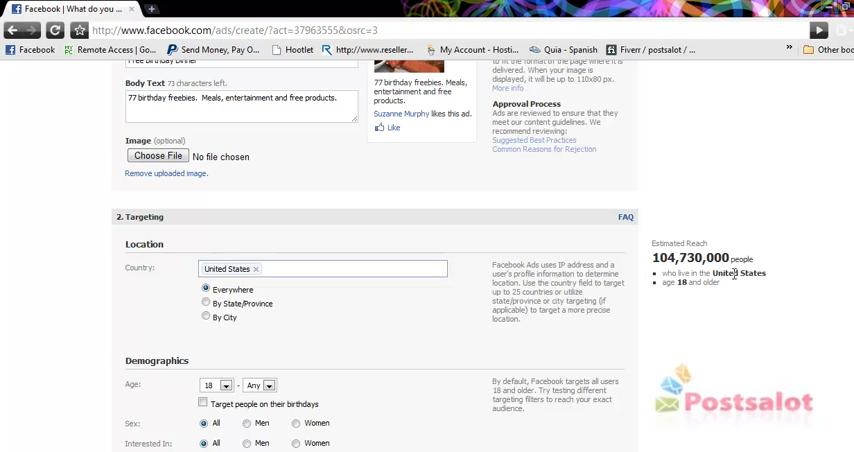 Facebook | What do you ...
http://www.facebook.com/ads/create/?act=37963555&osrc=3
Facebook
Remote Access | Go...
Send Money, Pay O...
Hootlet
http://www.reseller...
My Account - Hosti...
Quia - Spanish
Fiverr / postsalot / ...
»
Other boo
Free birthday Dinner
Body Text 73 characters left.
77 birthday freebies. Meals, entertainment and free products.
Image (optional)
Choose File No file chosen
Remove uploaded image.
77 birthday freebies. Meals,
entertainment and free
products.
Suzanne Murphy likes this ad.
Like
to fit the format of the page where it is
delivered. When your image is
displayed, it will be up to 110x80 px.
More info
Approval Process
Ads are reviewed to ensure that they
meet our content guidelines. We
recommend reviewing:
Suggested Best Practices
Common Reasons for Rejection
2. Targeting
FAQ
Location
Country:
United States ×
Everywhere
By State/Province
By City
Facebook Ads uses IP address and a
user's profile information to determine
location. Use the country field to target
up to 25 countries or utilize
state/province or city targeting (if
applicable) to target a more precise
location.
Estimated Reach
104,730,000 people
who live in the United States
age 18 and older
Demographics
Age:
18 - Any
Target people on their birthdays
Sex:
All Men Women
Interested In:
All Men Women
By default, Facebook targets all users
18 and older. Try testing different
targeting filters to reach your exact
audience.
Postsalot